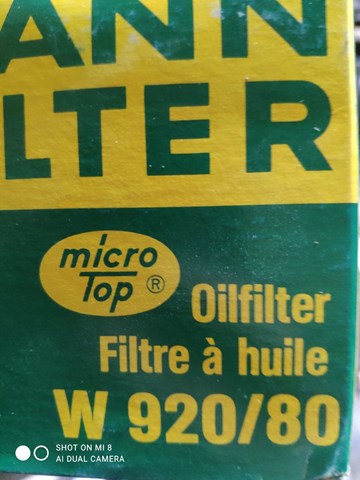 ANN
LTER
micro
Top ®
Oilfilter
Filtre à huile
W 920/80
SHOT ON MI 8
AI DUAL CAMERA